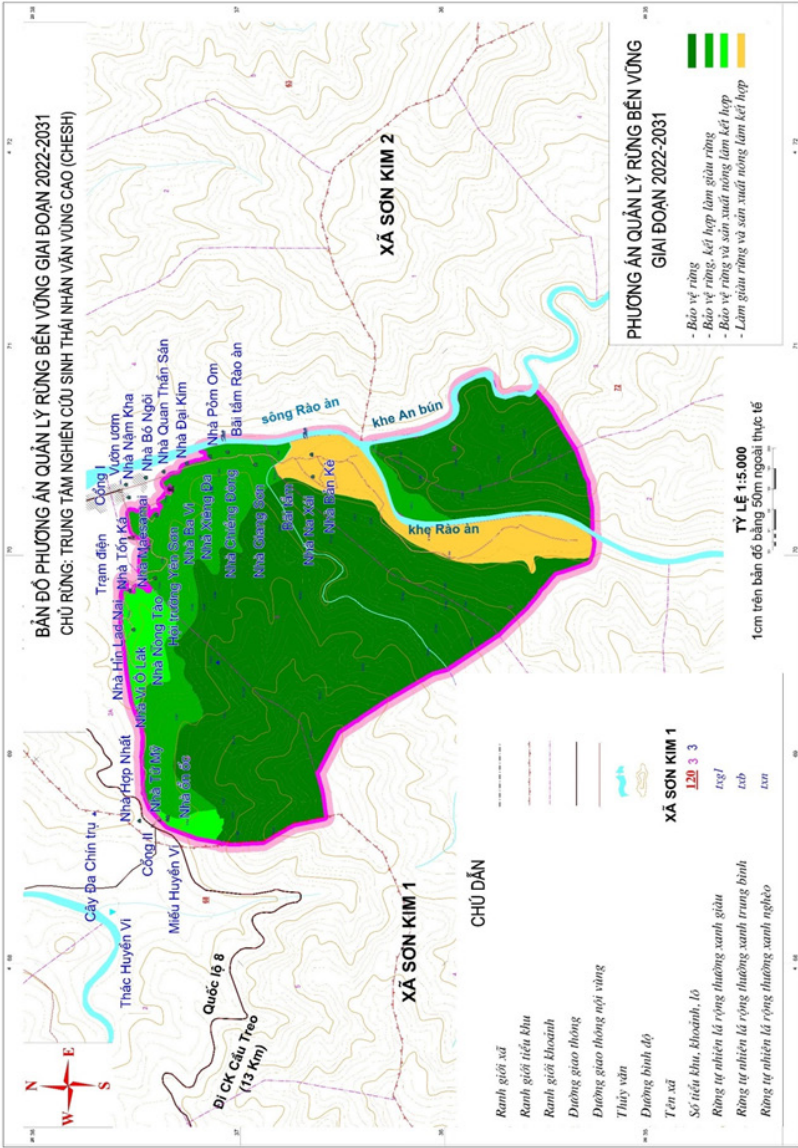 BẢN ĐỒ PHƯƠNG ÁN QUẢN LÝ RỪNG BỀN VỮNG GIAI ĐOẠN 2022-2031
CHỦ RỪNG: TRUNG TÂM NGHIÊN CỨU SINH THÁI NHÂN VĂN VÙNG CAO (CHESH)
N
W E
S
Thác Huyền Vi
Cây Đa Chín trụ
Nhà Hợp Nhất
Cổng II
Nhà Tứ Mỹ
Miếu Huyền Vi
Nhà ồn ốc
Quốc lộ 8
Đi CK Cầu Treo
(13 Km)
Nhà Hin Lad Nai
Nhà Vi Ô Lăk
Nhà Nông Tao
Hội trường Yên Sơn
Trạm điện
Nhà Tôn Ka
Nhà Maesamai
Cổng I
Vườn ươm
Nhà Nậm Kha
Nhà Bó Ngôi
Nhà Quan Thần Sán
Nhà Đại Kim
Nhà Ba Vì
Nhà Xiêng Da
Nhà Chiềng Đông
Nhà Giang Sơn
Nhà Pỏm Om
Bãi tắm Rào àn
Bãi tắm
Nhà Na Xái
Nhà Bản Kẻ
sông Rào àn
khe An bún
khe Rào àn
XÃ SƠN KIM 2
XÃ SƠN KIM 1
CHÚ DẪN
Ranh giới xã
Ranh giới tiểu khu
Ranh giới khoảnh
Đường giao thông
Đường giao thông nội vùng
Thủy văn
Đường bình độ
Tên xã XÃ SƠN KIM 1
Số tiểu khu, khoảnh, lô 120 3 3
Rừng tự nhiên lá rộng thường xanh giàu txg1
Rừng tự nhiên lá rộng thường xanh trung bình txb
Rừng tự nhiên lá rộng thường xanh nghèo txn
TỶ LỆ 1:5.000
1cm trên bản đồ bằng 50m ngoài thực tế
PHƯƠNG ÁN QUẢN LÝ RỪNG BỀN VỮNG
GIAI ĐOẠN 2022-2031
- Bảo vệ rừng
- Bảo vệ rừng, kết hợp làm giàu rừng
- Bảo vệ rừng và sản xuất nông lâm kết hợp
- Làm giàu rừng và sản xuất nông lâm kết hợp